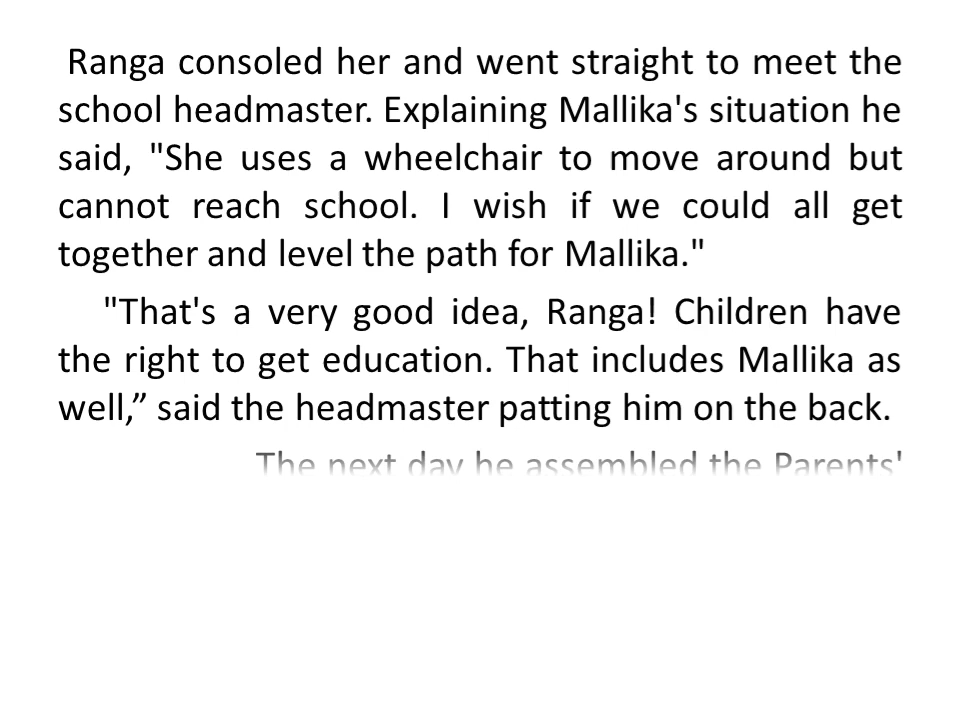 Ranga consoled her and went straight to meet the
school headmaster. Explaining Mallika's situation he
said, "She uses a wheelchair to move around but
cannot reach school. I wish if we could all get
together and level the path for Mallika."
"That's a very good idea, Ranga! Children have
the right to get education. That includes Mallika as
well,” said the headmaster patting him on the back.
The next day he assembled the Parents'